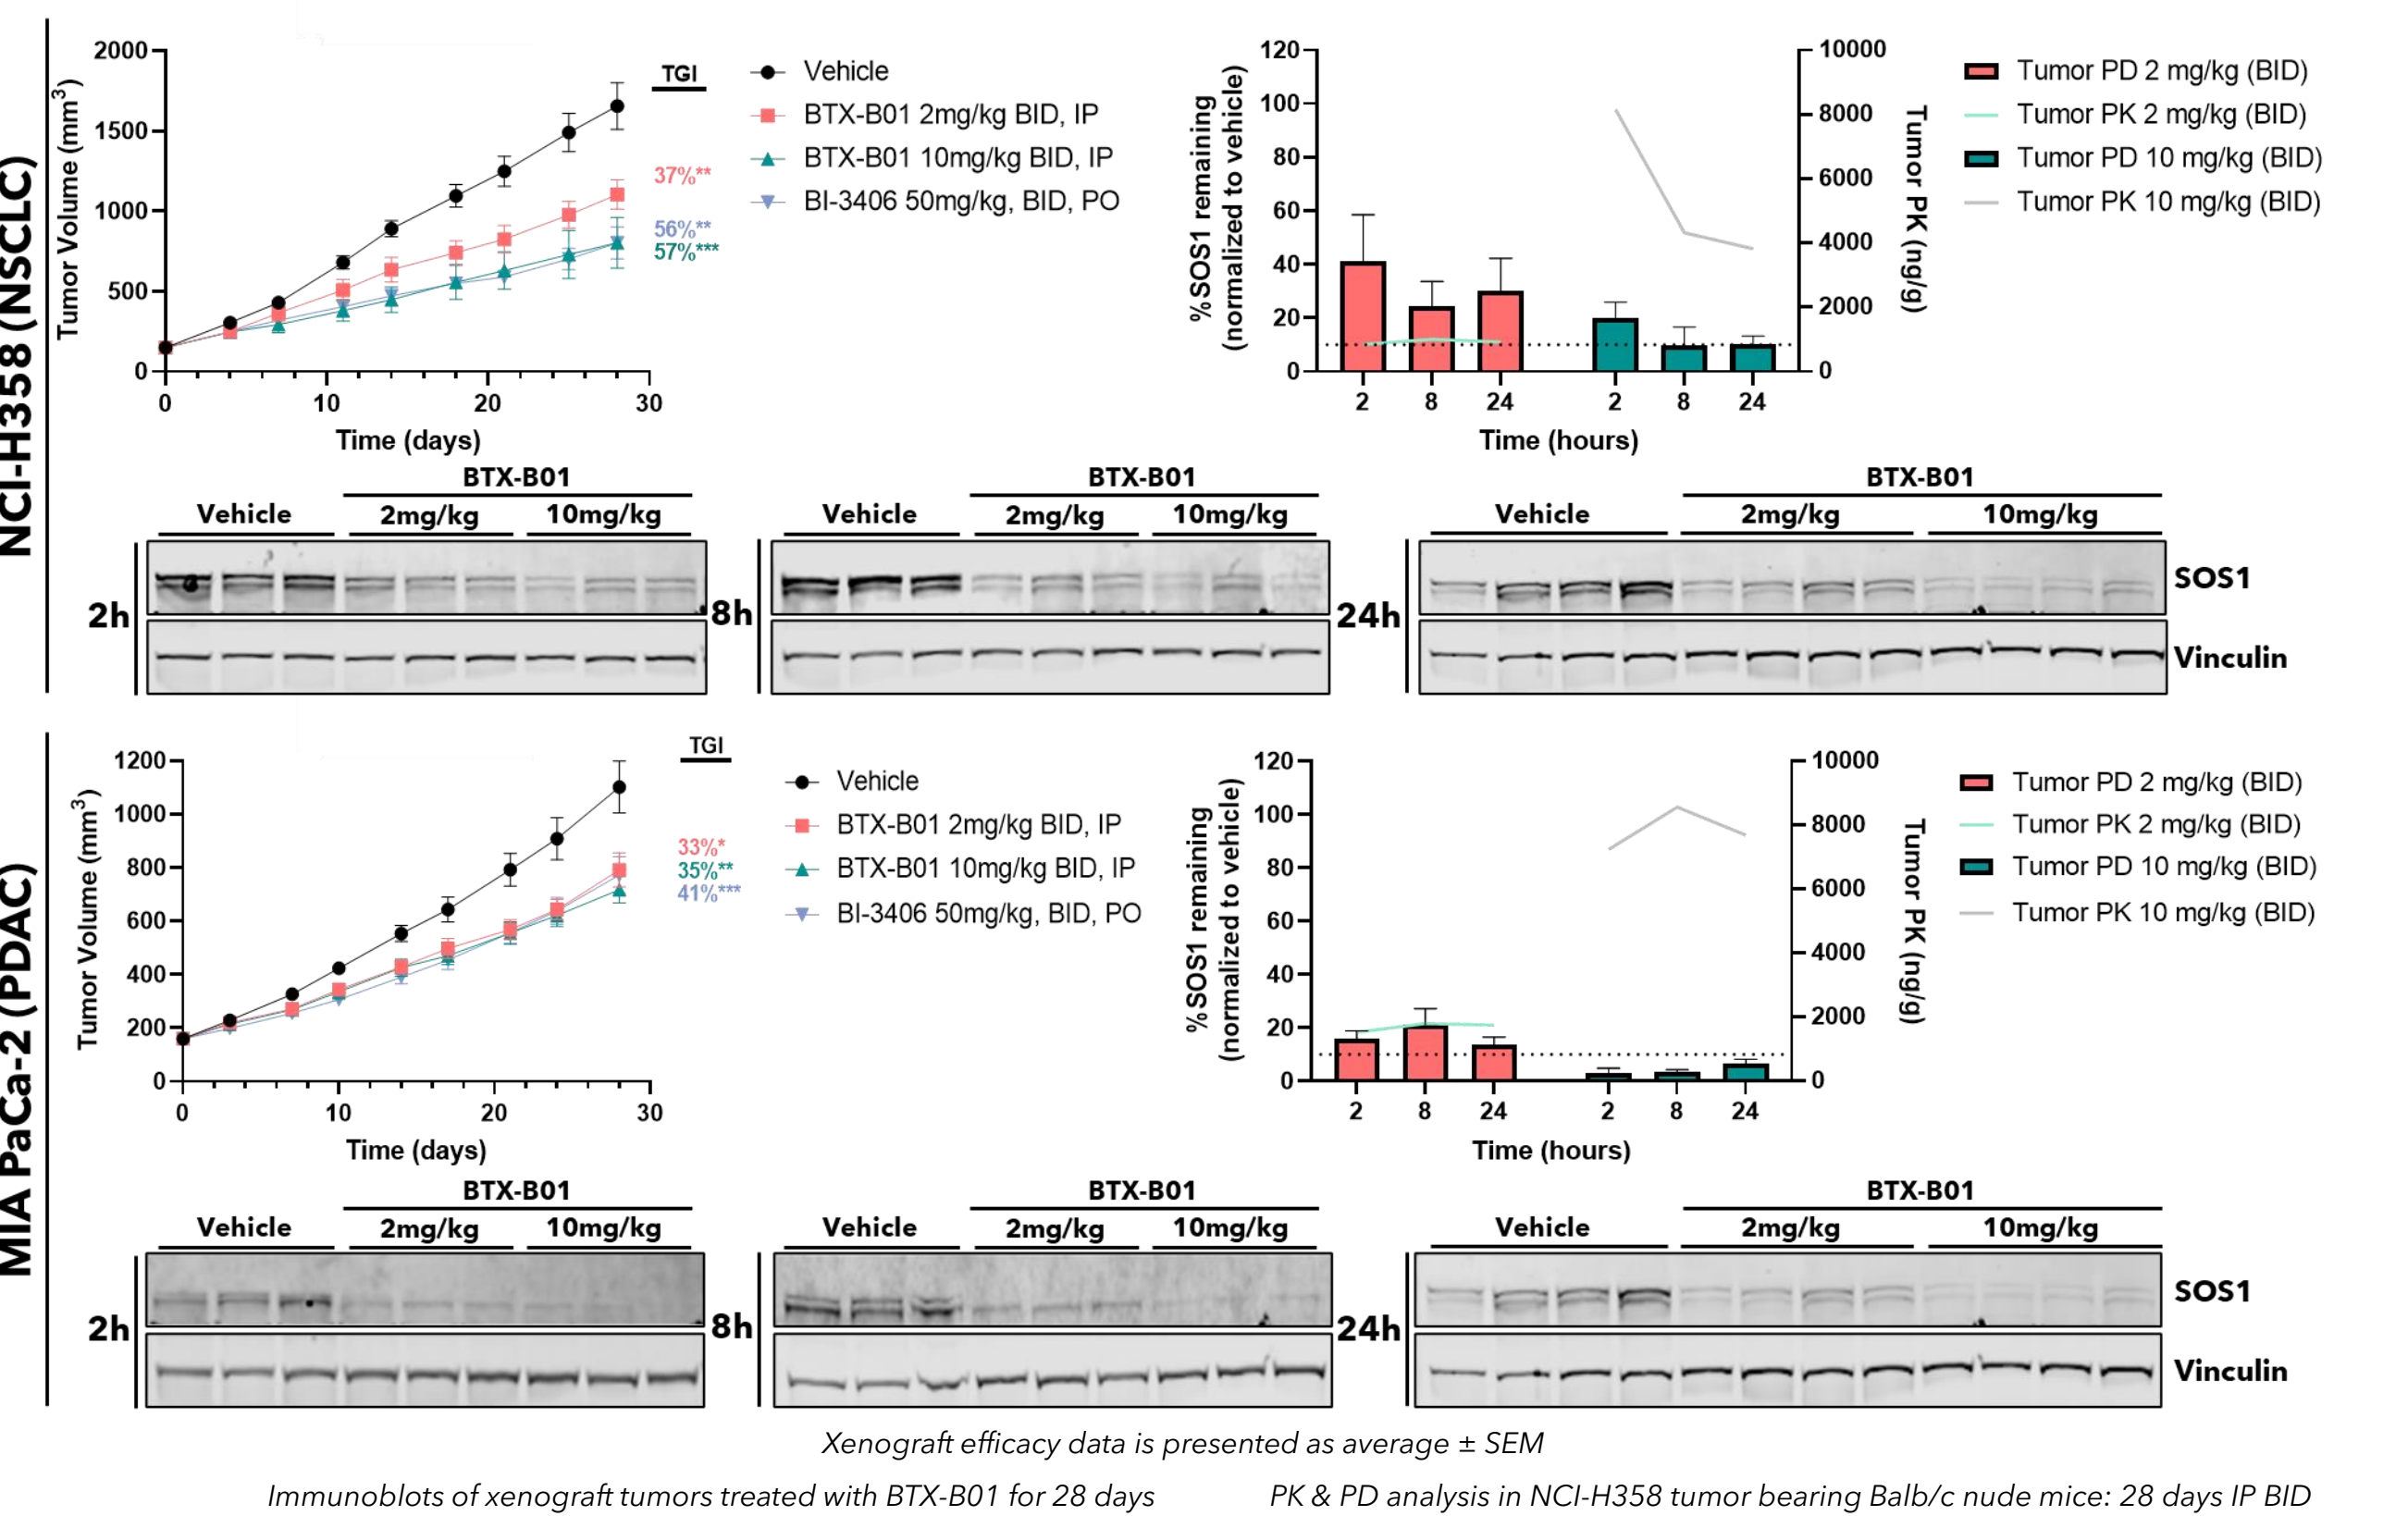 NCI-H358 (NSCLC)
Tumor Volume (mm3)
2000
1500
1000
500
0
0 10 20 30
Time (days)
TGI
37%**
56%**
57%***
Vehicle
BTX-B01 2mg/kg BID, IP
BTX-B01 10mg/kg BID, IP
BI-3406 50mg/kg, BID, PO
%SOS1 remaining
(normalized to vehicle)
120
100
80
60
40
20
0
2 8 24 2 8 24
Time (hours)
10000
8000
6000
4000
2000
0
Tumor PK (ng/g)
Tumor PD 2 mg/kg (BID)
Tumor PK 2 mg/kg (BID)
Tumor PD 10 mg/kg (BID)
Tumor PK 10 mg/kg (BID)
BTX-B01
Vehicle 2mg/kg 10mg/kg
2h
BTX-B01
Vehicle 2mg/kg 10mg/kg
8h
BTX-B01
Vehicle 2mg/kg 10mg/kg
24h
SOS1
Vinculin
MIA PaCa-2 (PDAC)
Tumor Volume (mm3)
1200
1000
800
600
400
200
0
0 10 20 30
Time (days)
TGI
33%*
35%**
41%***
Vehicle
BTX-B01 2mg/kg BID, IP
BTX-B01 10mg/kg BID, IP
BI-3406 50mg/kg, BID, PO
%SOS1 remaining
(normalized to vehicle)
120
100
80
60
40
20
0
2 8 24 2 8 24
Time (hours)
10000
8000
6000
4000
2000
0
Tumor PK (ng/g)
Tumor PD 2 mg/kg (BID)
Tumor PK 2 mg/kg (BID)
Tumor PD 10 mg/kg (BID)
Tumor PK 10 mg/kg (BID)
BTX-B01
Vehicle 2mg/kg 10mg/kg
2h
BTX-B01
Vehicle 2mg/kg 10mg/kg
8h
BTX-B01
Vehicle 2mg/kg 10mg/kg
24h
SOS1
Vinculin
Xenograft efficacy data is presented as average ± SEM
Immunoblots of xenograft tumors treated with BTX-B01 for 28 days
PK & PD analysis in NCI-H358 tumor bearing Balb/c nude mice: 28 days IP BID